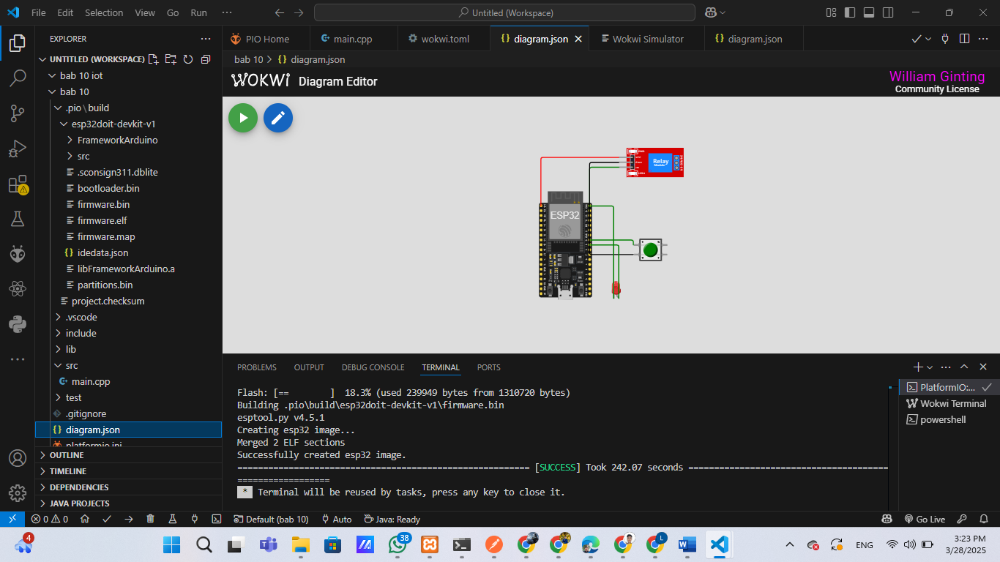 File Edit Selection View Go Run ···
Untitled (Workspace)
EXPLORER
UNTITLED (WORKSPACE)
bab 10 iot
bab 10
.pio\build
esp32doit-devkit-v1
FrameworkArduino
src
.sconsign311.dblite
bootloader.bin
firmware.bin
firmware.elf
firmware.map
{} idedata.json
libFrameworkArduino.a
partitions.bin
project.checksum
.vscode
include
lib
src
main.cpp
test
.gitignore
{} diagram.json
platformio.ini
OUTLINE
TIMELINE
DEPENDENCIES
JAVA PROJECTS
PIO Home
main.cpp
wokwi.toml
{} diagram.json
Wokwi Simulator
{} diagram.json
bab 10 > {} diagram.json
WOKWI Diagram Editor
William Ginting
Community License
Relay
Module
ESP32
PROBLEMS OUTPUT DEBUG CONSOLE TERMINAL PORTS
Flash: [==        ]  18.3% (used 239949 bytes from 1310720 bytes)
Building .pio\build\esp32doit-devkit-v1\firmware.bin
esptool.py v4.5.1
Creating esp32 image...
Merged 2 ELF sections
Successfully created esp32 image.
========================================================= [SUCCESS] Took 242.07 seconds =======================================
==================
* Terminal will be reused by tasks, press any key to close it.
PlatformIO:...
Wokwi Terminal
powershell
0 0
Default (bab 10)
Auto
Java: Ready
Go Live
4
38
L
ENG
3:23 PM
3/28/2025